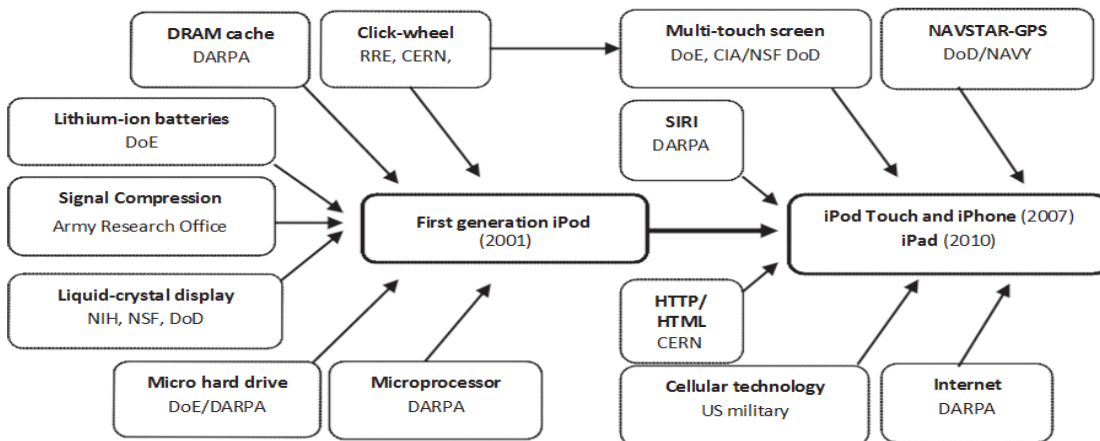 DRAM cache
DARPA
Click-wheel
RRE, CERN,
Multi-touch screen
DoE, CIA/NSF DoD
NAVSTAR-GPS
DoD/NAVY
Lithium-ion batteries
DoE
SIRI
DARPA
Signal Compression
Army Research Office
First generation iPod
(2001)
iPod Touch and iPhone (2007)
iPad (2010)
Liquid-crystal display
NIH, NSF, DoD
HTTP/
HTML
CERN
Micro hard drive
DoE/DARPA
Microprocessor
DARPA
Cellular technology
US military
Internet
DARPA